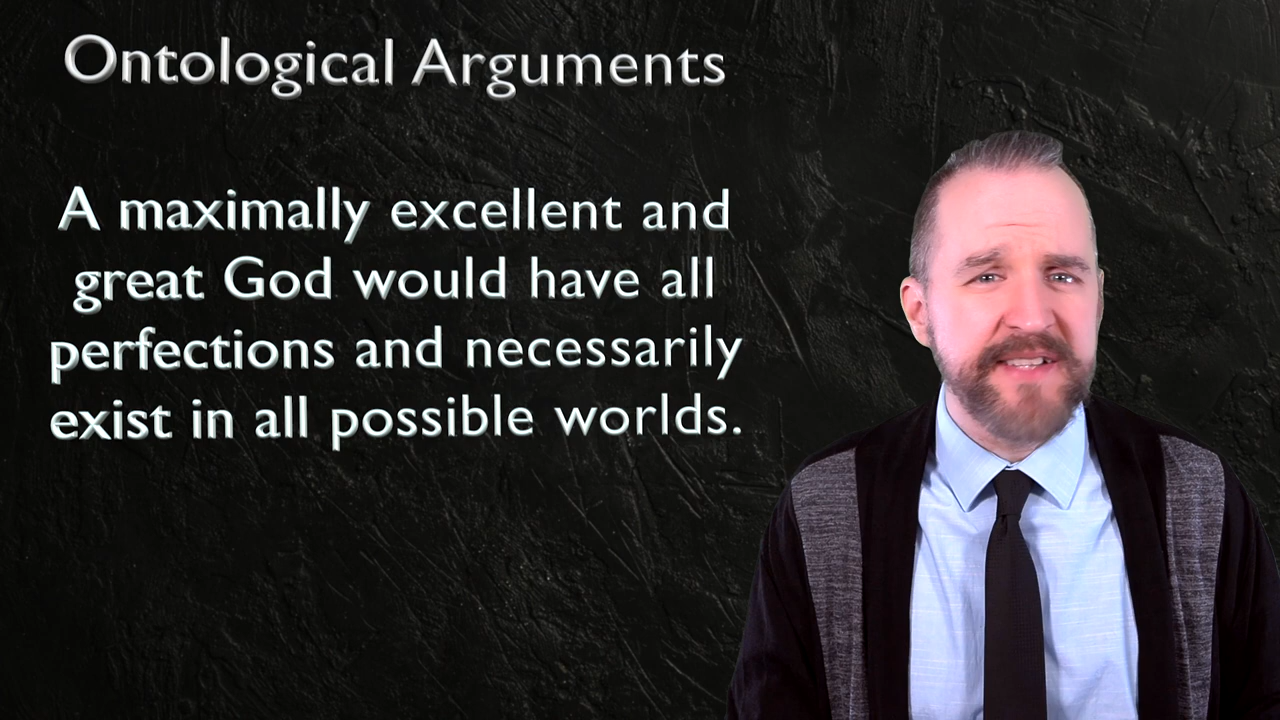 Ontological Arguments
A maximally excellent and
great God would have all
perfections and necessarily
exist in all possible worlds.